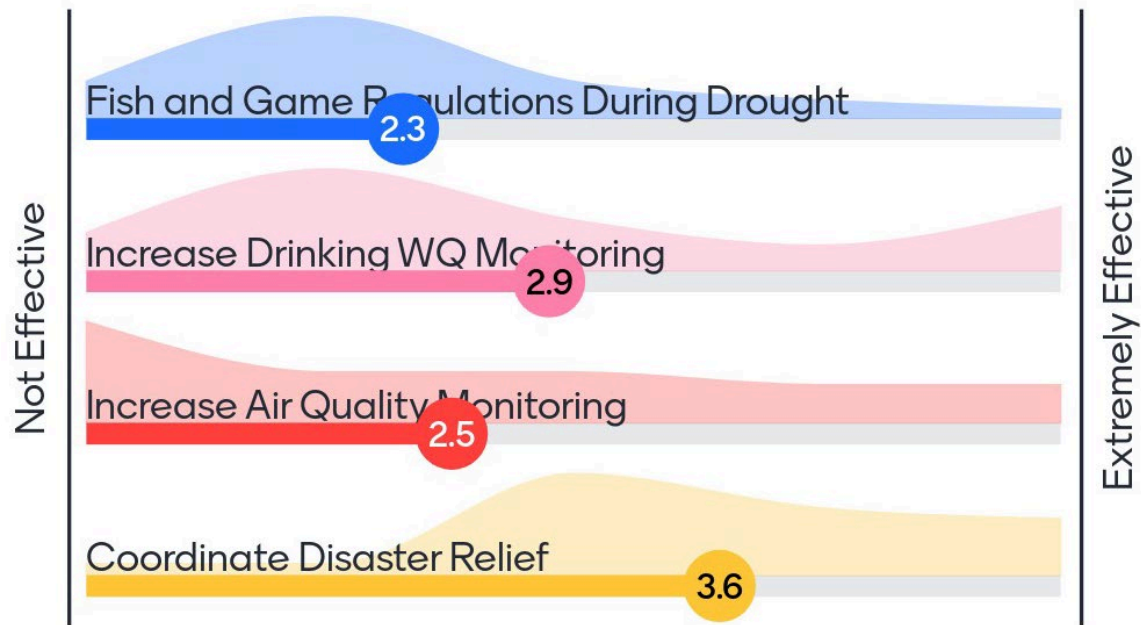 Fish and Game Regulations During Drought
2.3
Increase Drinking WQ Monitoring
2.9
Increase Air Quality Monitoring
2.5
Coordinate Disaster Relief
3.6
Not Effective
Extremely Effective